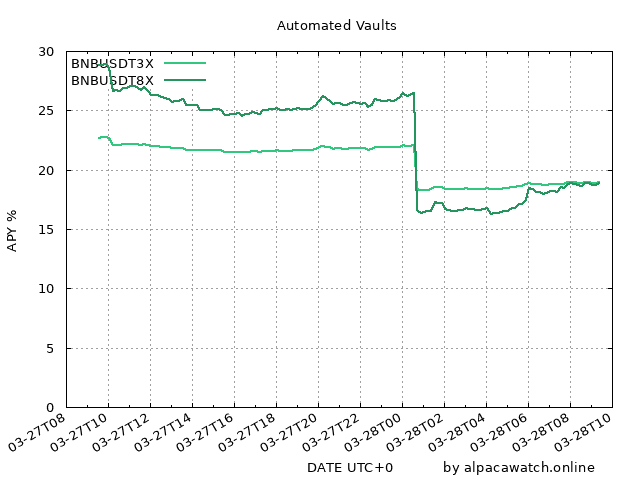 Automated Vaults
BNBUSDT3X
BNBUSDT8X
30
25
20
15
10
5
0
APY %
03-27T08
03-27T10
03-27T12
03-27T14
03-27T16
03-27T18
03-27T20
03-27T22
03-28T00
03-28T02
03-28T04
03-28T06
03-28T08
03-28T10
DATE UTC+0
by alpacawatch.online